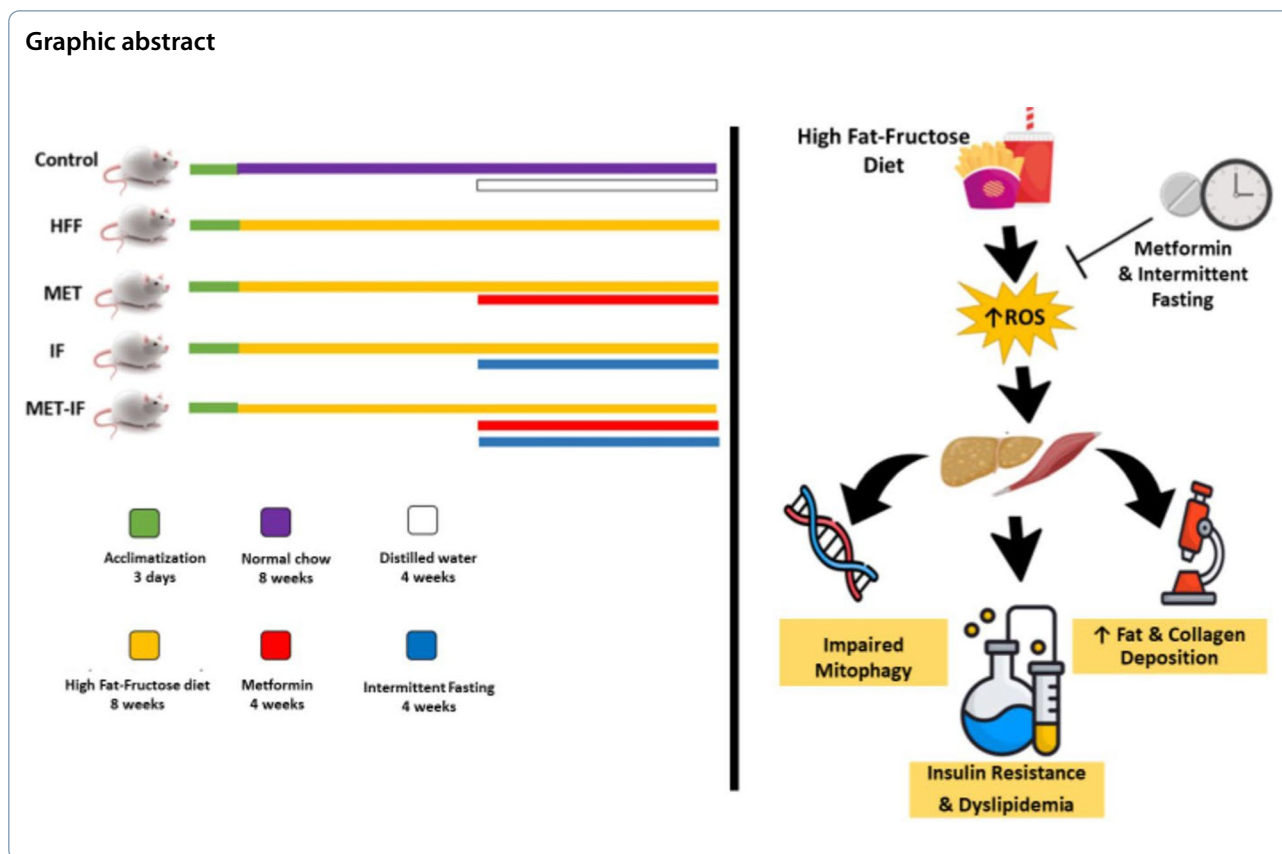 Graphic abstract
Control
HFF
MET
IF
MET-IF
Acclimatization
3 days
Normal chow
8 weeks
Distilled water
4 weeks
High Fat-Fructose diet
8 weeks
Metformin
4 weeks
Intermittent Fasting
4 weeks
High Fat-Fructose
Diet
Metformin
& Intermittent
Fasting
↑ROS
Impaired
Mitophagy
↑ Fat & Collagen
Deposition
Insulin Resistance
& Dyslipidemia